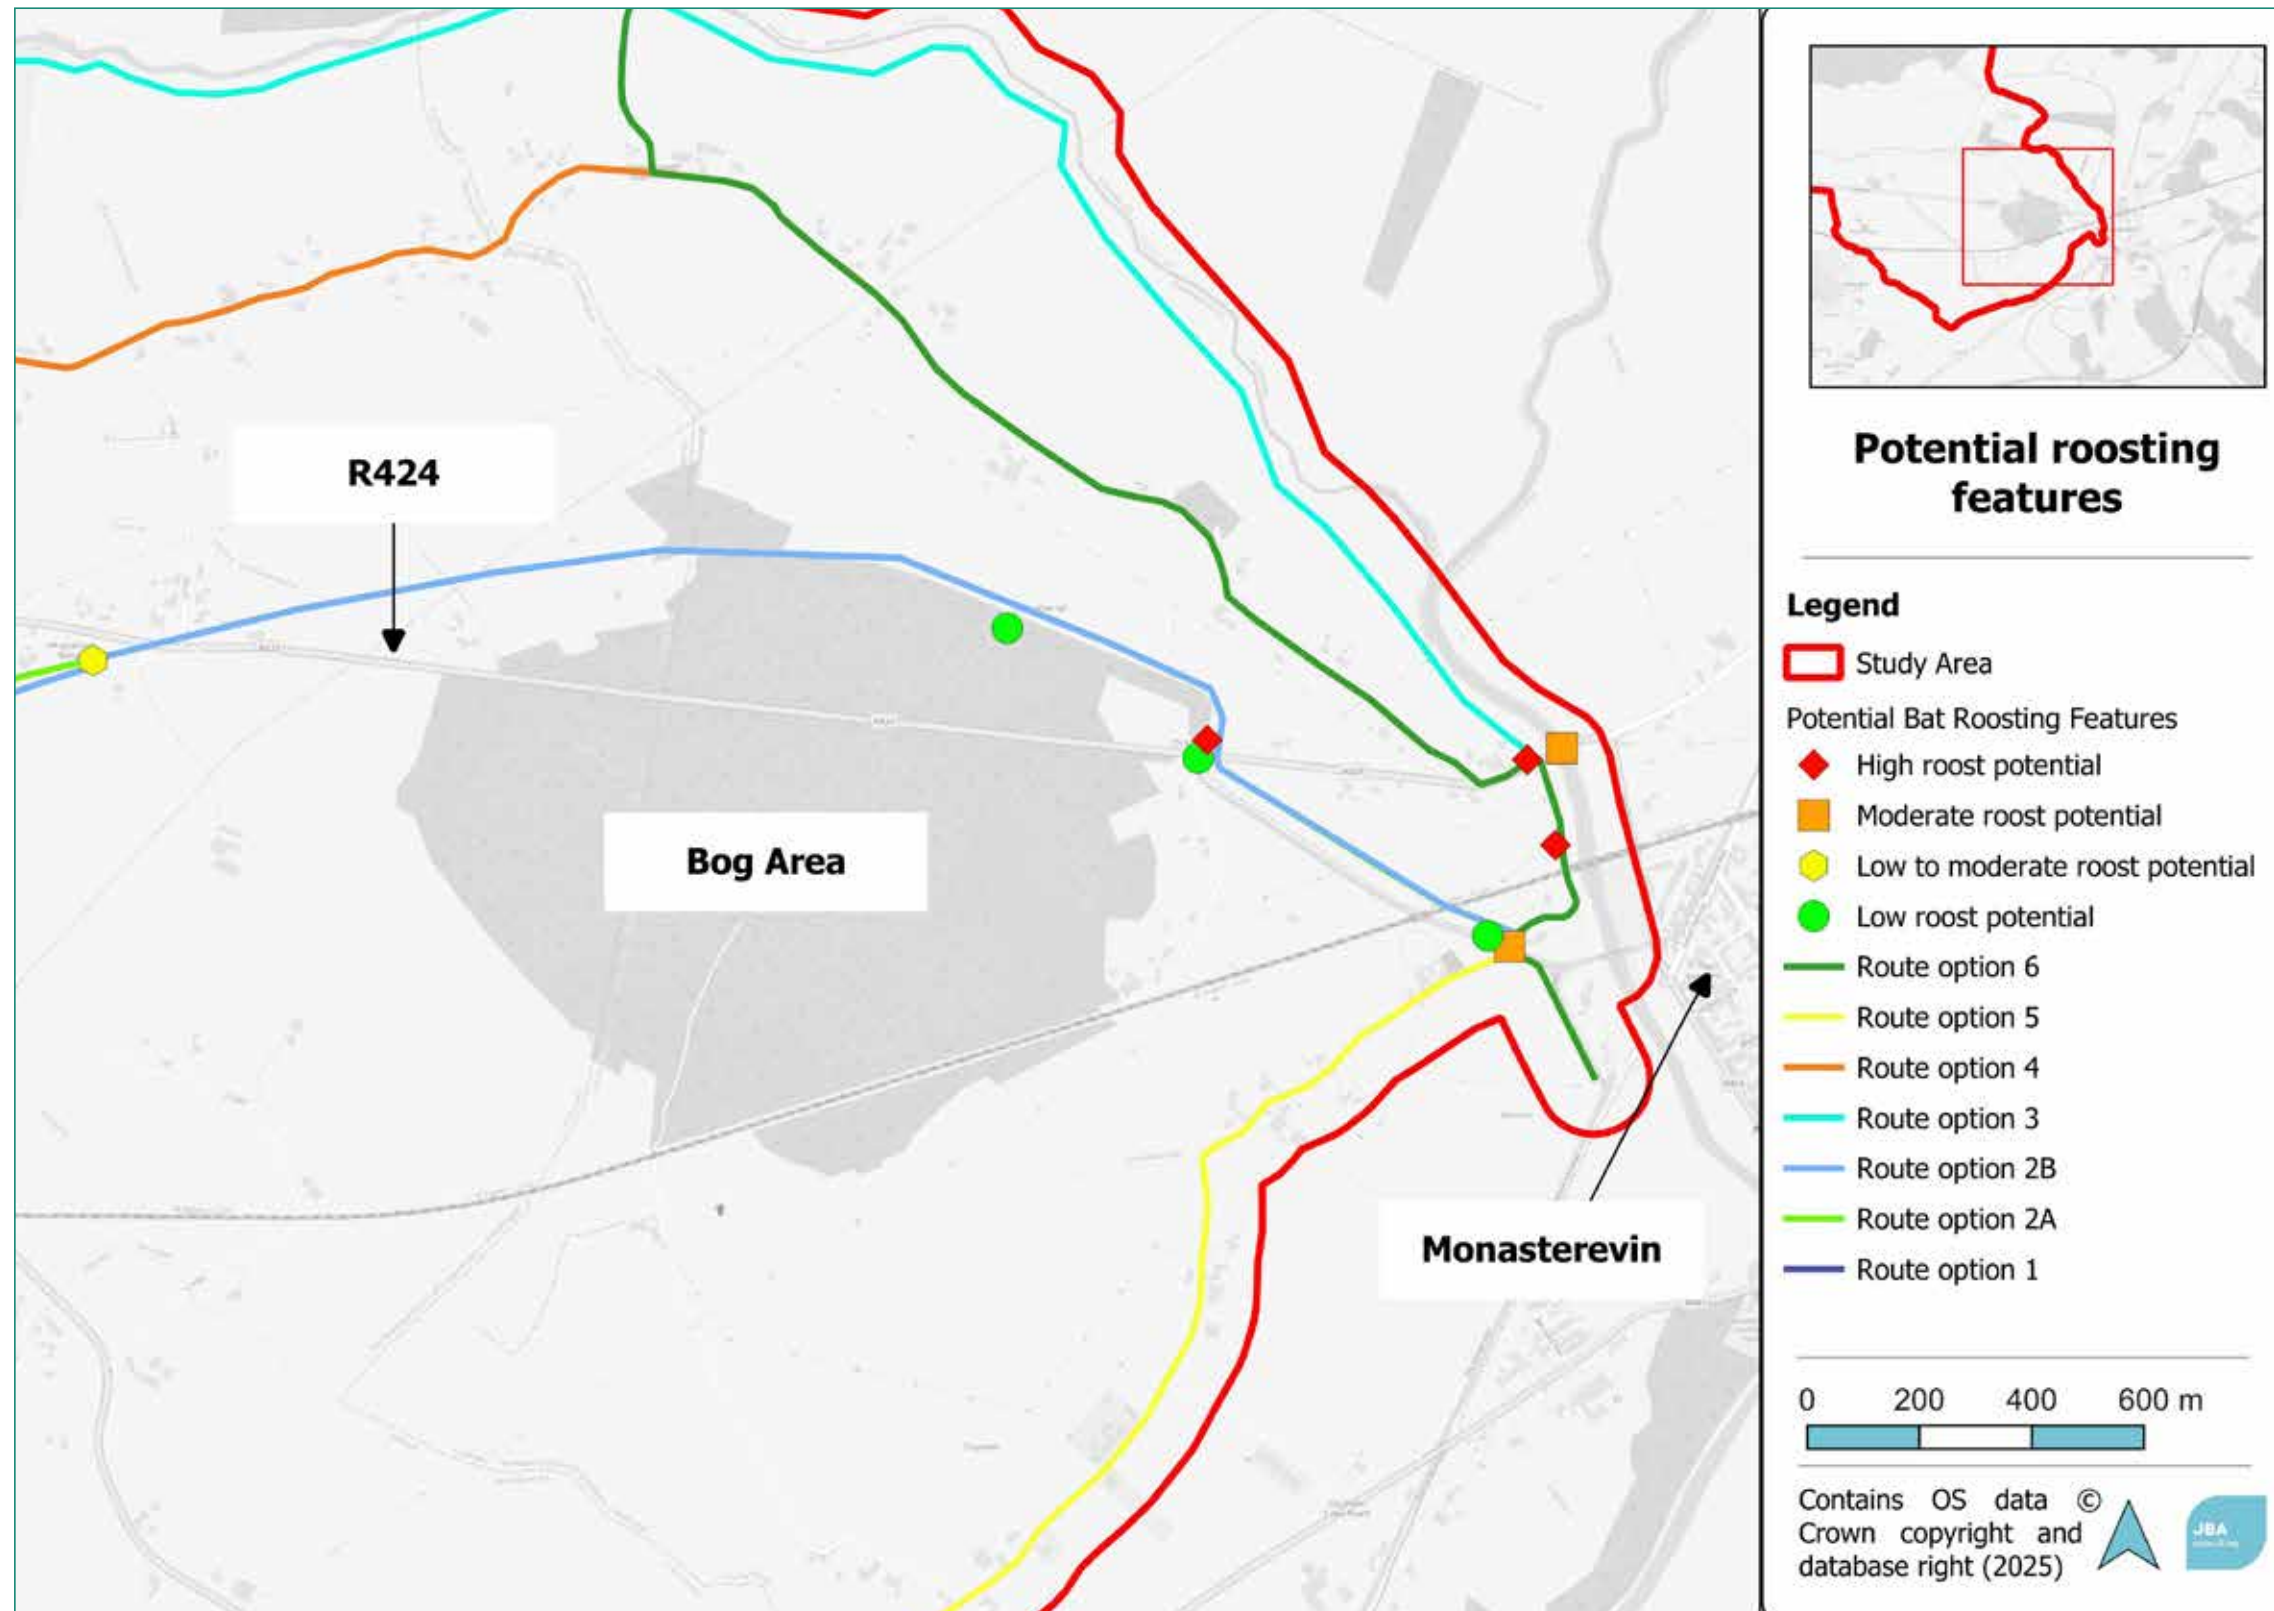 R424
Bog Area
Monasterevin
Potential roosting
features
Legend
Study Area
Potential Bat Roosting Features
High roost potential
Moderate roost potential
Low to moderate roost potential
Low roost potential
Route option 6
Route option 5
Route option 4
Route option 3
Route option 2B
Route option 2A
Route option 1
0 200 400 600 m
Contains OS data ©
Crown copyright and
database right (2025)
JBA